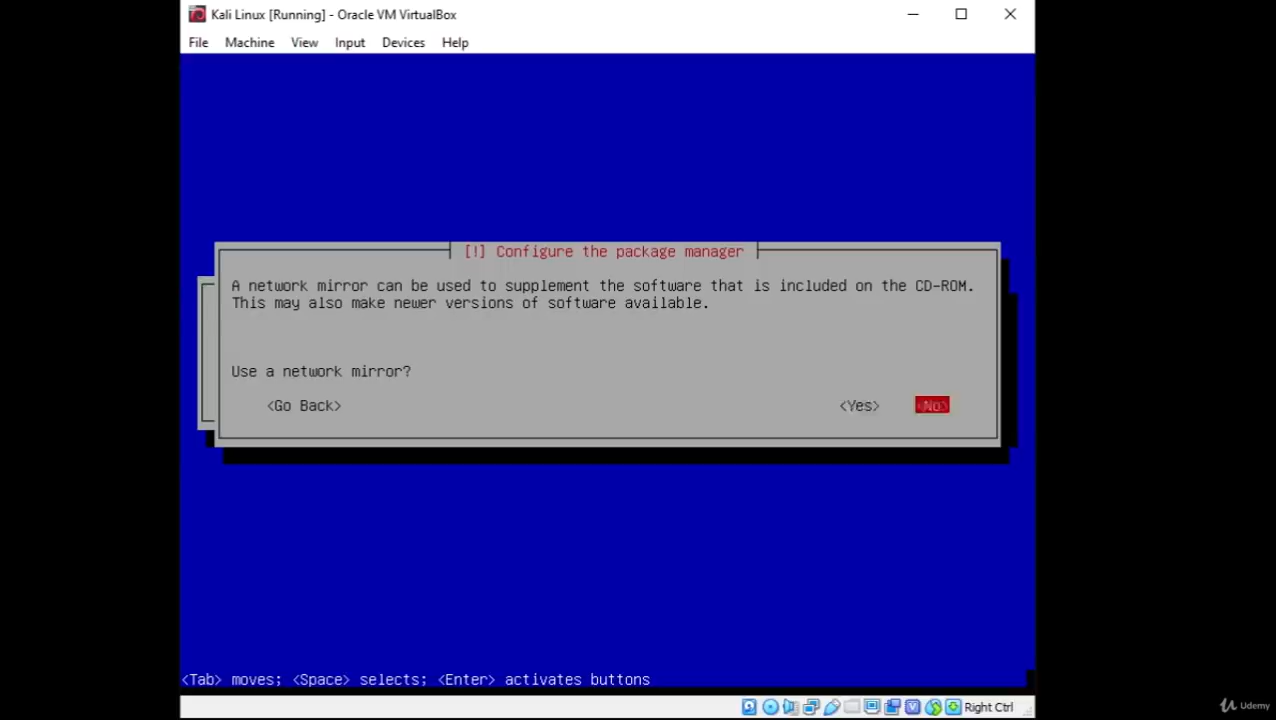 Kali Linux [Running] - Oracle VM VirtualBox
File Machine View Input Devices Help
[!] Configure the package manager
A network mirror can be used to supplement the software that is included on the CD-ROM.
This may also make newer versions of software available.
Use a network mirror?
<Go Back> <Yes> <No>
<Tab> moves; <Space> selects; <Enter> activates buttons
Right Ctrl
Udemy